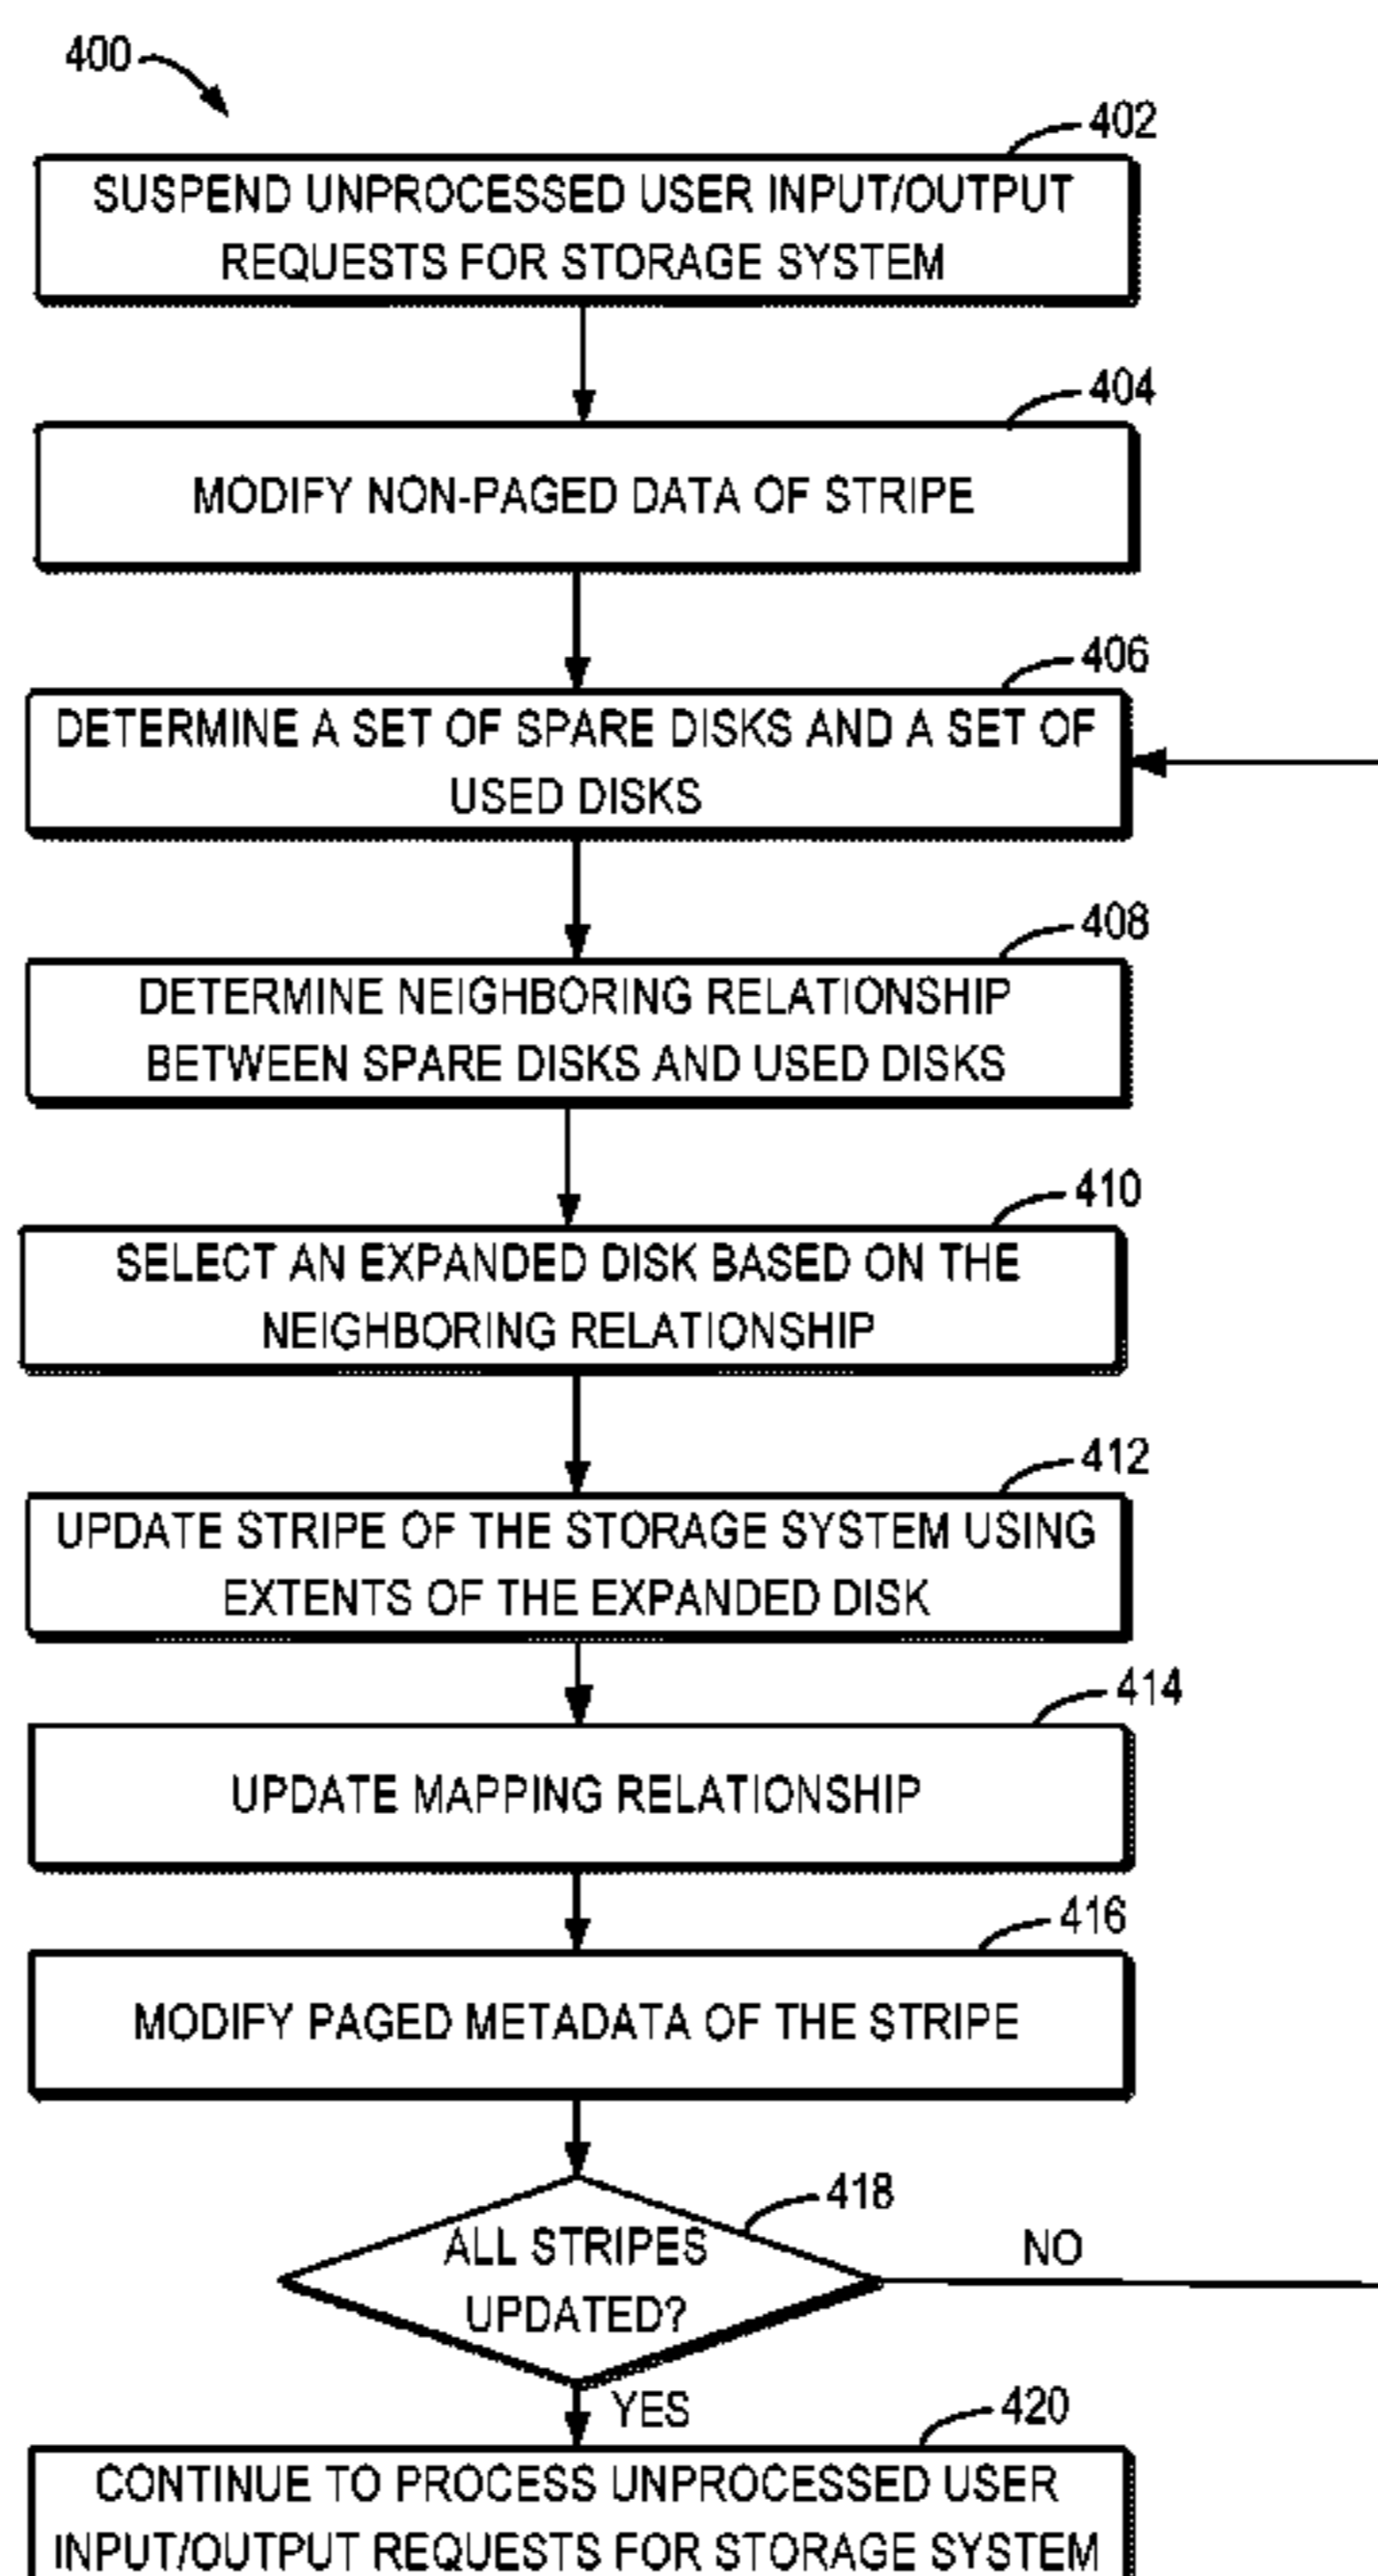 400
402
SUSPEND UNPROCESSED USER INPUT/OUTPUT
REQUESTS FOR STORAGE SYSTEM
404
MODIFY NON-PAGED DATA OF STRIPE
406
DETERMINE A SET OF SPARE DISKS AND A SET OF
USED DISKS
408
DETERMINE NEIGHBORING RELATIONSHIP
BETWEEN SPARE DISKS AND USED DISKS
410
SELECT AN EXPANDED DISK BASED ON THE
NEIGHBORING RELATIONSHIP
412
UPDATE STRIPE OF THE STORAGE SYSTEM USING
EXTENTS OF THE EXPANDED DISK
414
UPDATE MAPPING RELATIONSHIP
416
MODIFY PAGED METADATA OF THE STRIPE
418
ALL STRIPES
UPDATED?
NO
YES
420
CONTINUE TO PROCESS UNPROCESSED USER
INPUT/OUTPUT REQUESTS FOR STORAGE SYSTEM